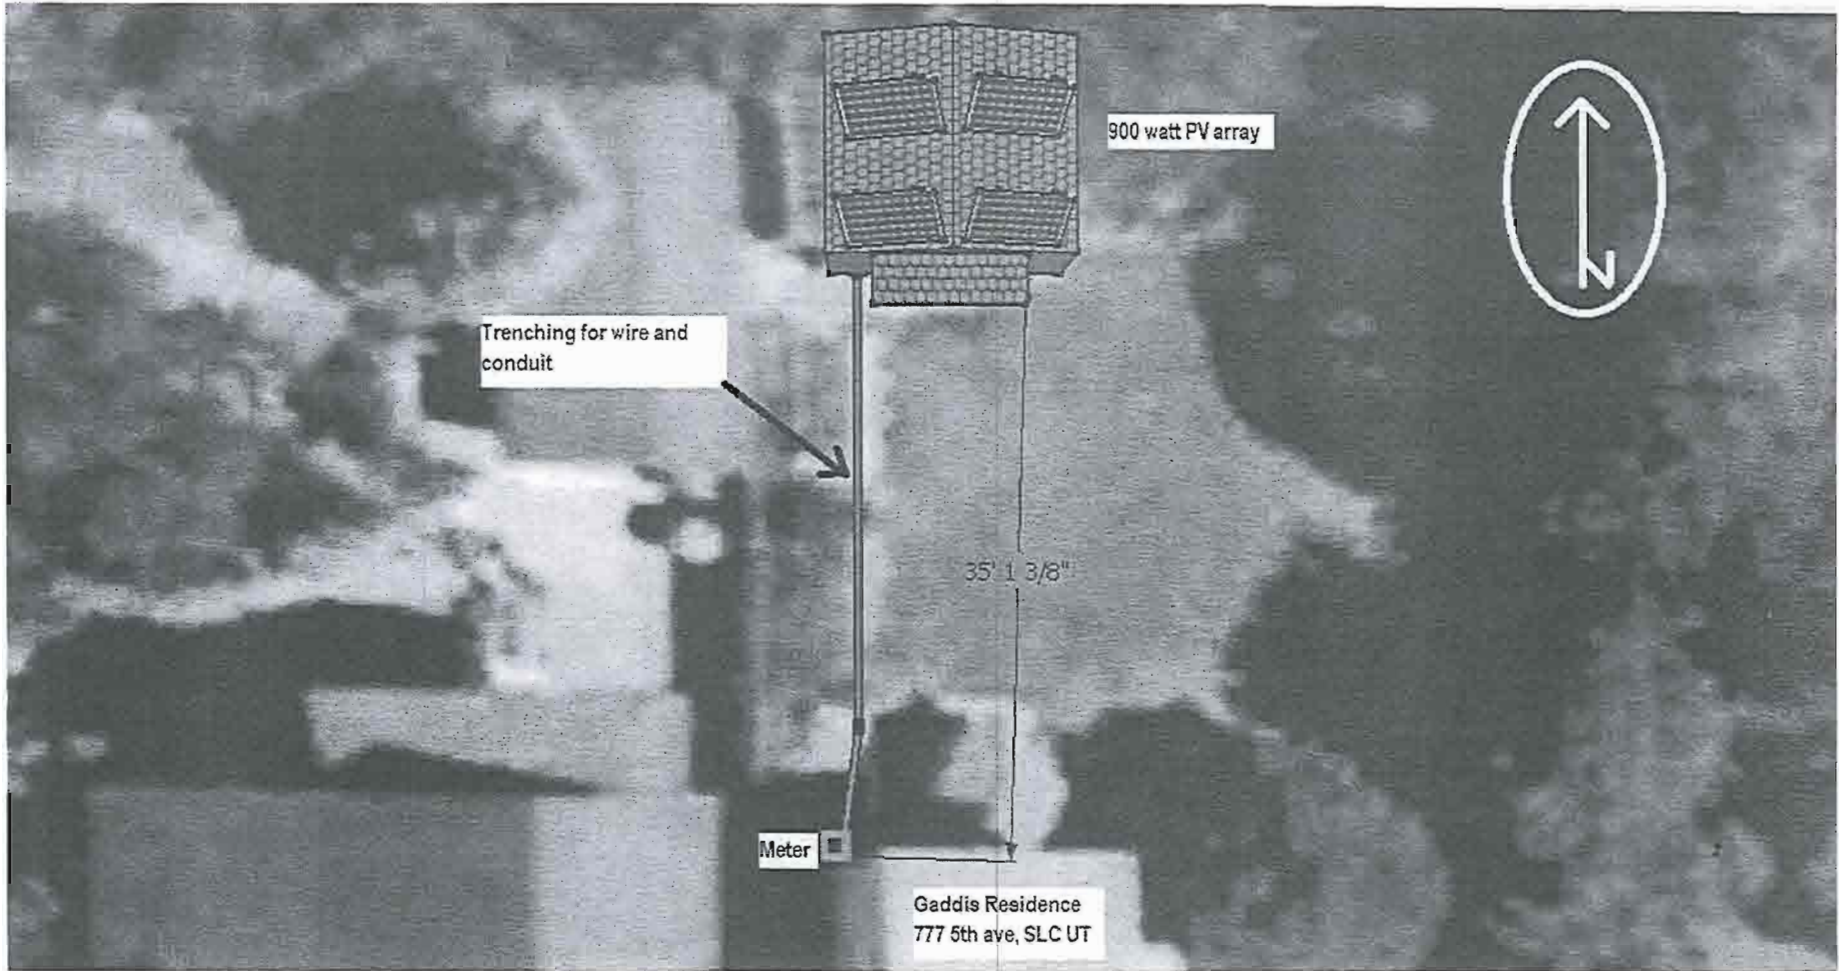 900 watt PV array
N
Trenching for wire and
conduit
35' 1 3/8"
Meter
Gaddis Residence
777 5th ave, SLC UT